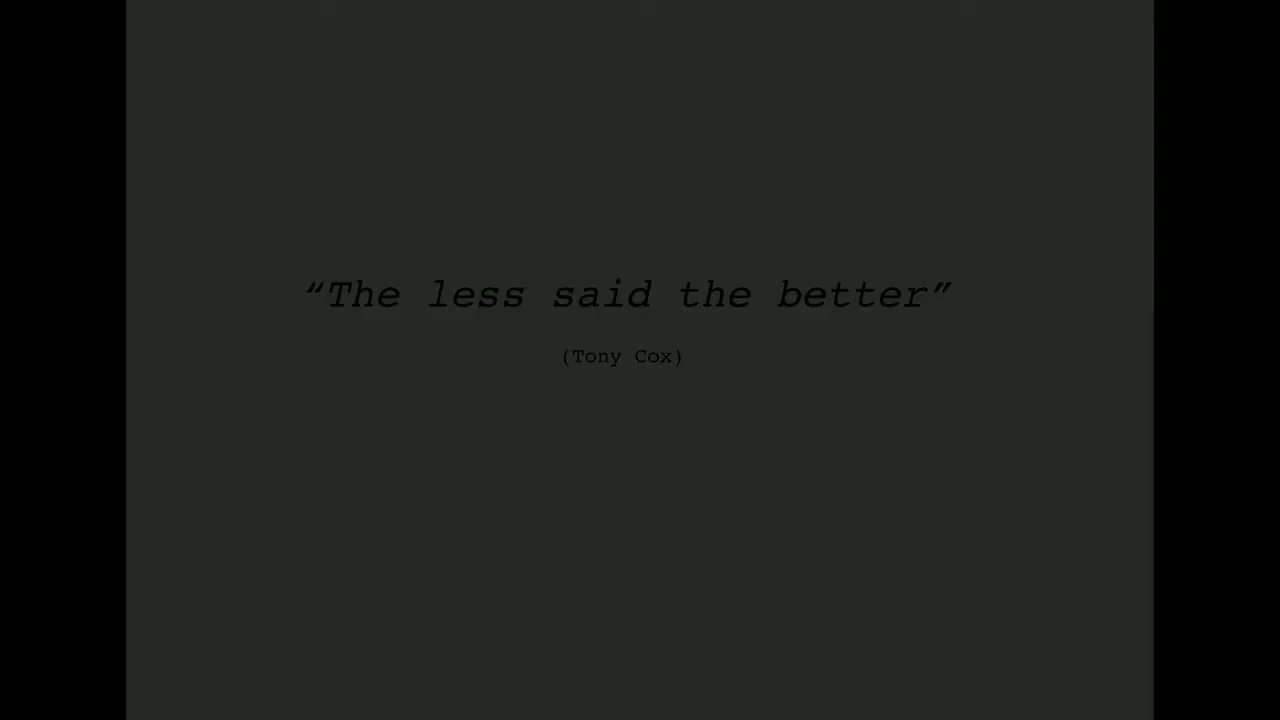 “The less said the better”
(Tony Cox)